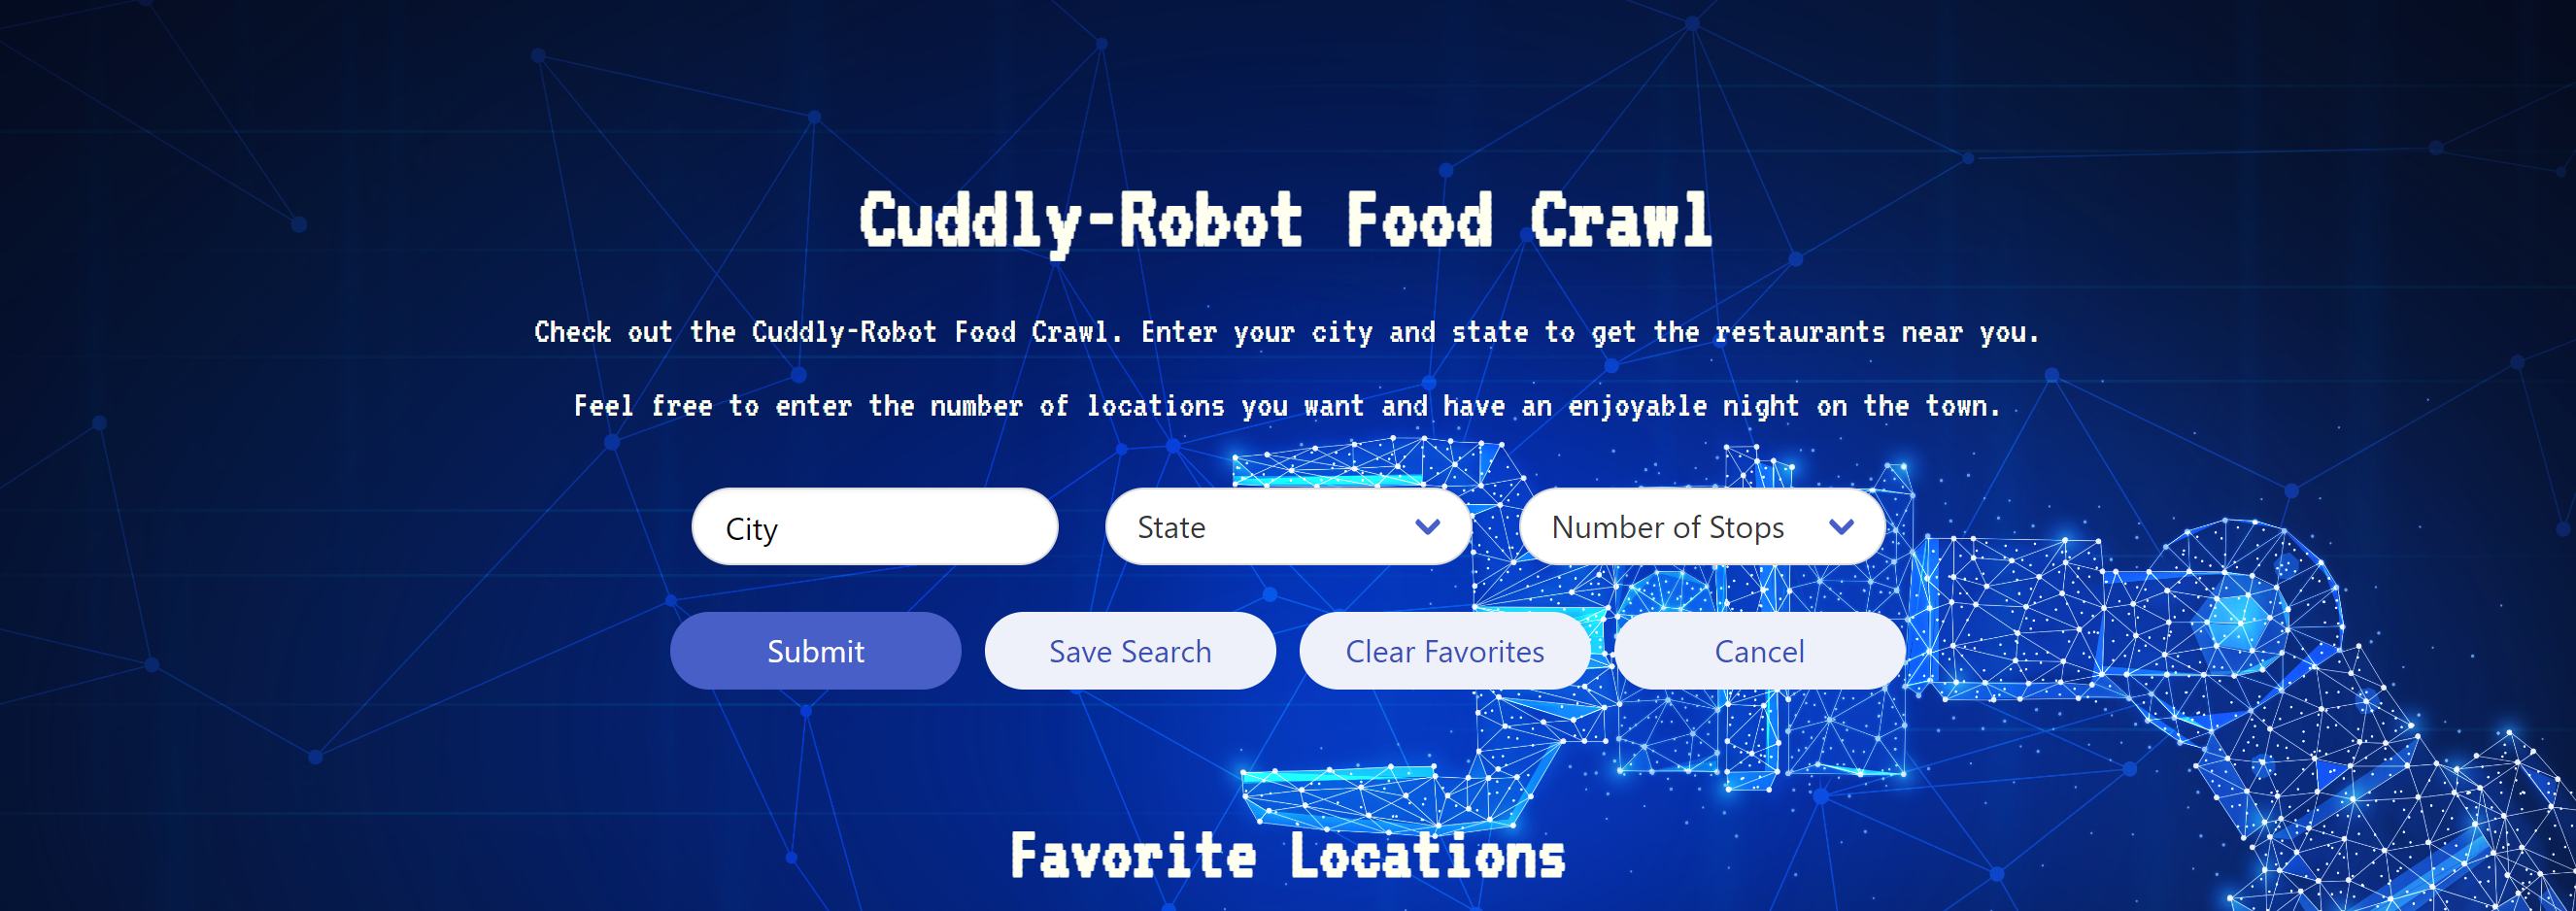 Cuddly-Robot Food Crawl
Check out the Cuddly-Robot Food Crawl. Enter your city and state to get the restaurants near you.
Feel free to enter the number of locations you want and have an enjoyable night on the town.
City State Number of Stops
Submit Save Search Clear Favorites Cancel
Favorite Locations